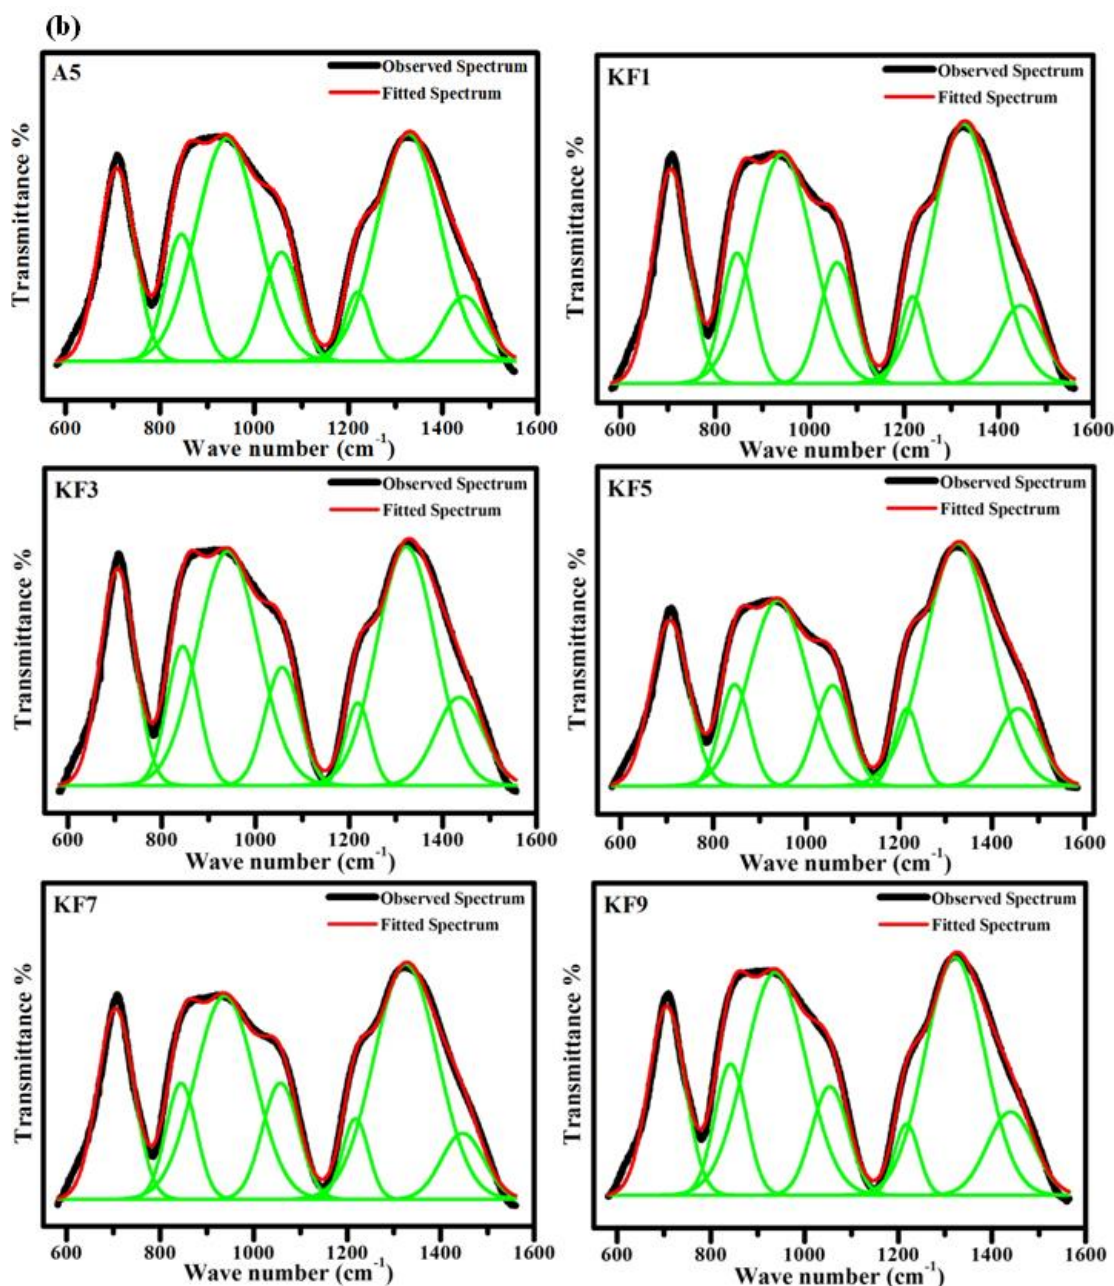 (b)
A5
Observed Spectrum
Fitted Spectrum
Transmittance %
600 800 1000 1200 1400 1600
Wave number (cm⁻¹)
KF1
Observed Spectrum
Fitted Spectrum
Transmittance %
600 800 1000 1200 1400 1600
Wave number (cm⁻¹)
KF3
Observed Spectrum
Fitted Spectrum
Transmittance %
600 800 1000 1200 1400 1600
Wave number (cm⁻¹)
KF5
Observed Spectrum
Fitted Spectrum
Transmittance %
600 800 1000 1200 1400 1600
Wave number (cm⁻¹)
KF7
Observed Spectrum
Fitted Spectrum
Transmittance %
600 800 1000 1200 1400 1600
Wave number (cm⁻¹)
KF9
Observed Spectrum
Fitted Spectrum
Transmittance %
600 800 1000 1200 1400 1600
Wave number (cm⁻¹)